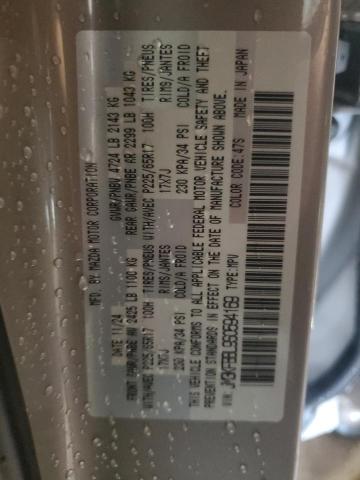 MFD. BY MAZDA MOTOR CORPORATION
DATE: 11/24 GVWR/PNBV 4724 LB 2143 KG
FRONT GAWR/PNBE AV 2425 LB 1100 KG REAR GAWR/PNBE AR 2299 LB 1043 KG
WITH/AVEC P225/65R17 100H TIRES/PNEUS WITH/AVEC P225/65R17 100H TIRES/PNEUS
17X7J RIMS/JANTES 17X7J RIMS/JANTES
230 KPA/34 PSI COLD/A FROID 230 KPA/34 PSI COLD/A FROID
THIS VEHICLE CONFORMS TO ALL APPLICABLE FEDERAL MOTOR VEHICLE SAFETY AND THEFT
PREVENTION STANDARDS IN EFFECT ON THE DATE OF MANUFACTURE SHOWN ABOVE.
TYPE: MPV COLOR CODE: 47S MADE IN JAPAN